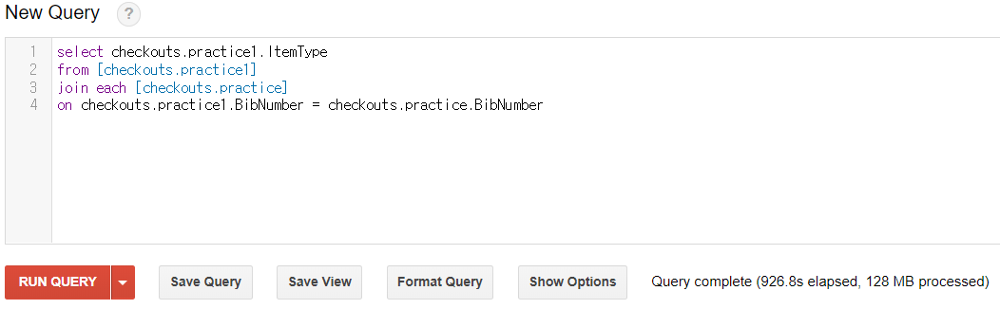 New Query ?
1 select checkouts.practice1.ItemType
2 from [checkouts.practice1]
3 join each [checkouts.practice]
4 on checkouts.practice1.BibNumber = checkouts.practice.BibNumber
RUN QUERY Save Query Save View Format Query Show Options Query complete (926.8s elapsed, 128 MB processed)